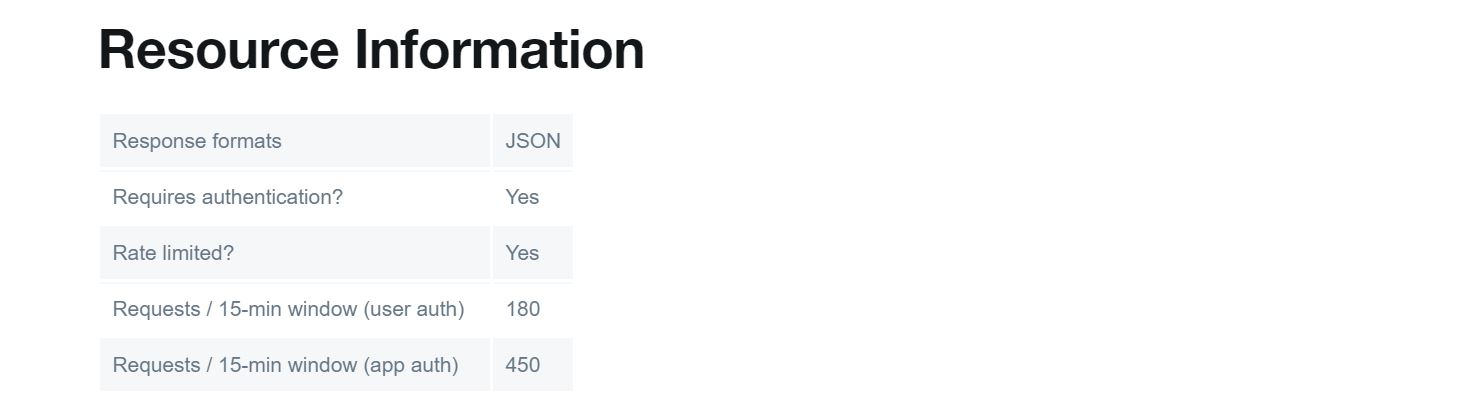 Resource Information
Response formats JSON
Requires authentication? Yes
Rate limited? Yes
Requests / 15-min window (user auth) 180
Requests / 15-min window (app auth) 450